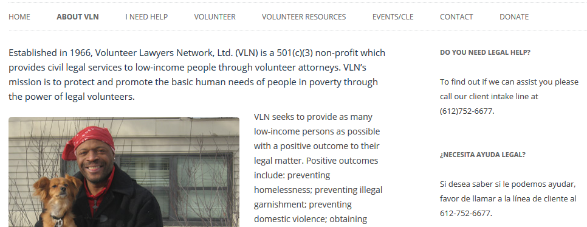 HOME ABOUT VLN I NEED HELP VOLUNTEER VOLUNTEER RESOURCES EVENTS/CLE CONTACT DONATE
Established in 1966, Volunteer Lawyers Network, Ltd. (VLN) is a 501(c)(3) non-profit which
provides civil legal services to low-income people through volunteer attorneys. VLN's
mission is to protect and promote the basic human needs of people in poverty through
the power of legal volunteers.
VLN seeks to provide as many
low-income persons as possible
with a positive outcome to their
legal matter. Positive outcomes
include: preventing
homelessness; preventing illegal
garnishment; preventing
domestic violence; obtaining
DO YOU NEED LEGAL HELP?
To find out if we can assist you please
call our client intake line at
(612)752-6677.
¿NECESITA AYUDA LEGAL?
Si desea saber si le podemos ayudar,
favor de llamar a la línea de cliente al
612-752-6677.